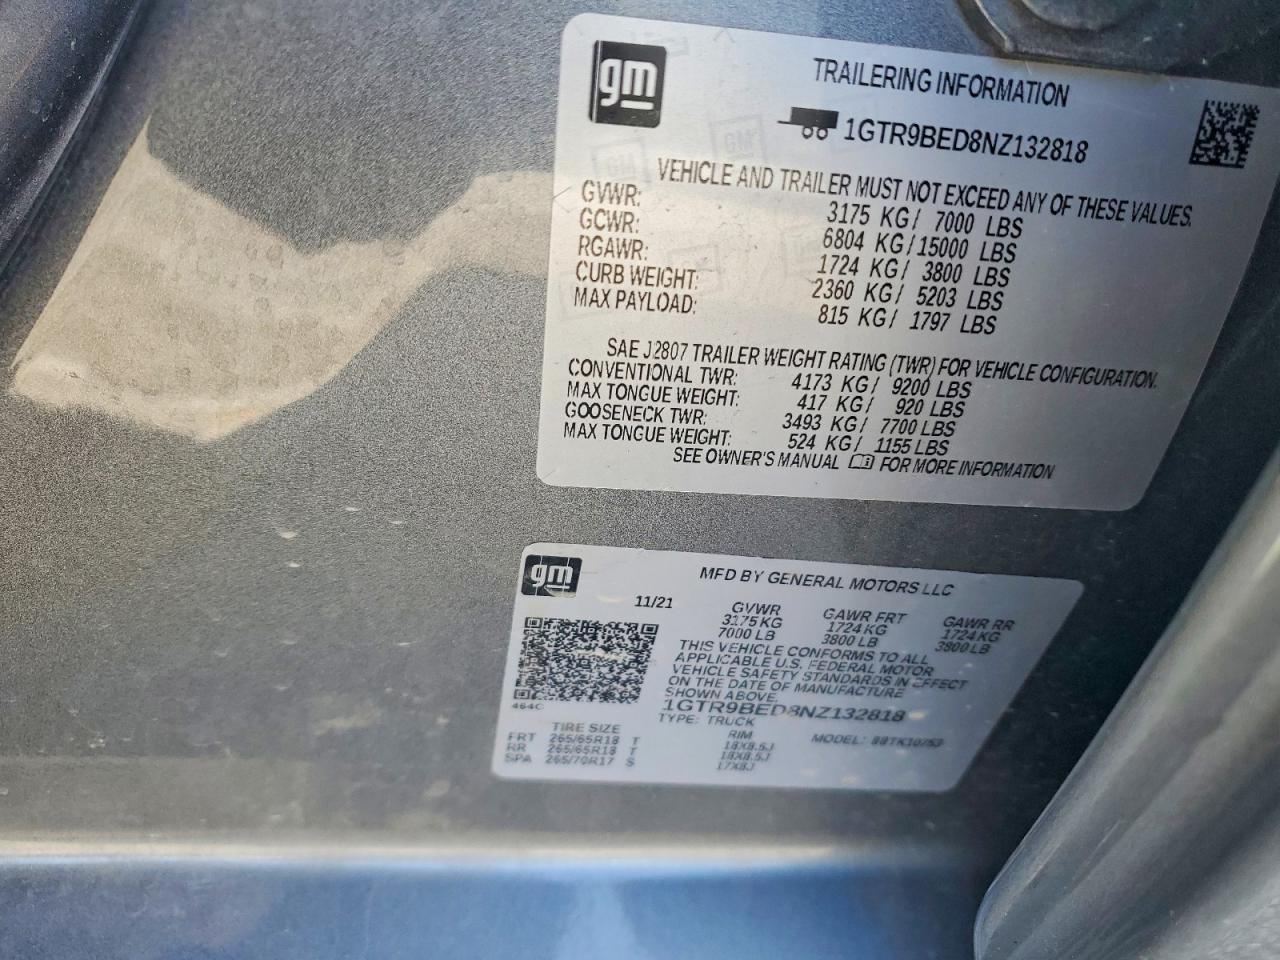 gm
TRAILERING INFORMATION
1GTR9BED8NZ132818
VEHICLE AND TRAILER MUST NOT EXCEED ANY OF THESE VALUES.
GVWR: 3175 KG/ 7000 LBS
GCWR: 6804 KG/15000 LBS
RGAWR: 1724 KG/ 3800 LBS
CURB WEIGHT: 2360 KG/ 5203 LBS
MAX PAYLOAD: 815 KG/ 1797 LBS
SAE J2807 TRAILER WEIGHT RATING (TWR) FOR VEHICLE CONFIGURATION.
CONVENTIONAL TWR: 4173 KG/ 9200 LBS
MAX TONGUE WEIGHT: 417 KG/ 920 LBS
GOOSENECK TWR: 3493 KG/ 7700 LBS
MAX TONGUE WEIGHT: 524 KG/ 1155 LBS
SEE OWNER'S MANUAL FOR MORE INFORMATION
gm
MFD BY GENERAL MOTORS LLC
11/21
GVWR GAWR FRT GAWR RR
3175 KG 1724 KG 1724 KG
7000 LB 3800 LB 3800 LB
THIS VEHICLE CONFORMS TO ALL
APPLICABLE U.S. FEDERAL MOTOR
VEHICLE SAFETY STANDARDS IN EFFECT
ON THE DATE OF MANUFACTURE
SHOWN ABOVE.
464C
1GTR9BED8NZ132818
TYPE: TRUCK MODEL:
TIRE SIZE RIM
FRT 265/65R18 T 18X8.5J
RR 265/65R18 T 18X8.5J
SPA 265/70R17 S 17X8J